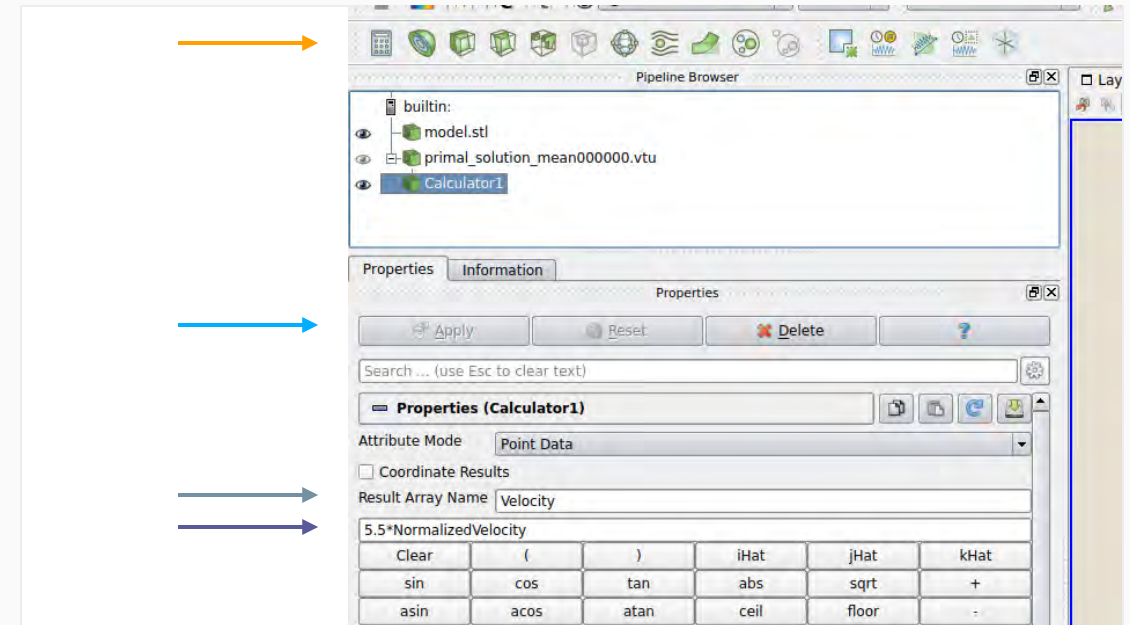 Pipeline Browser
Lay
builtin:
model.stl
primal_solution_mean000000.vtu
Calculator1
Properties Information
Properties
Apply Reset Delete ?
Search ... (use Esc to clear text)
Properties (Calculator1)
Attribute Mode Point Data
Coordinate Results
Result Array Name Velocity
5.5*NormalizedVelocity
Clear ( ) iHat jHat kHat
sin cos tan abs sqrt +
asin acos atan ceil floor -